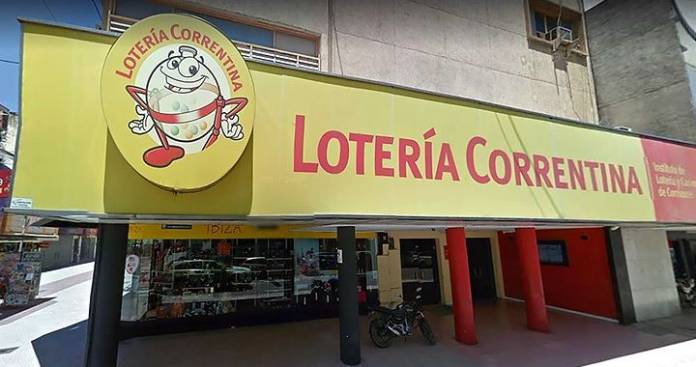 LOTERÍA CORRENTINA
LOTERÍA CORRENTINA
Instituto de
Lotería y Casinos
de Corrientes
IBIZA